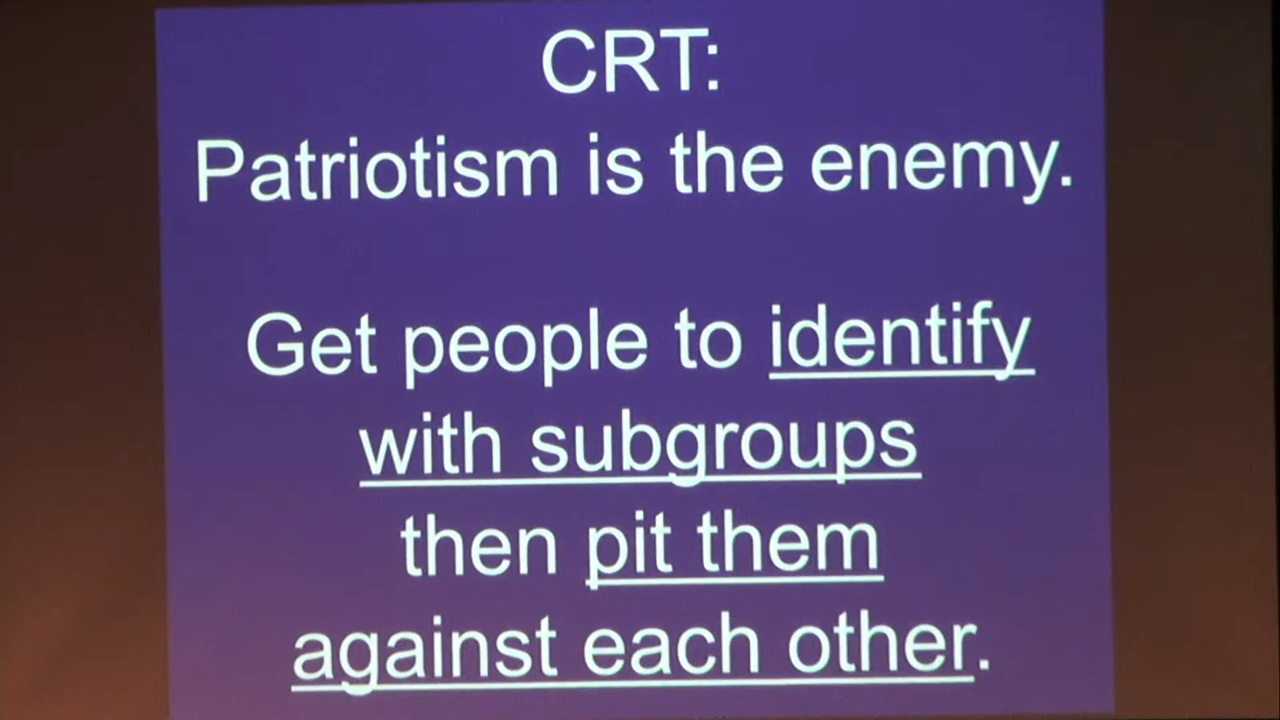 CRT:
Patriotism is the enemy.
Get people to identify
with subgroups
then pit them
against each other.